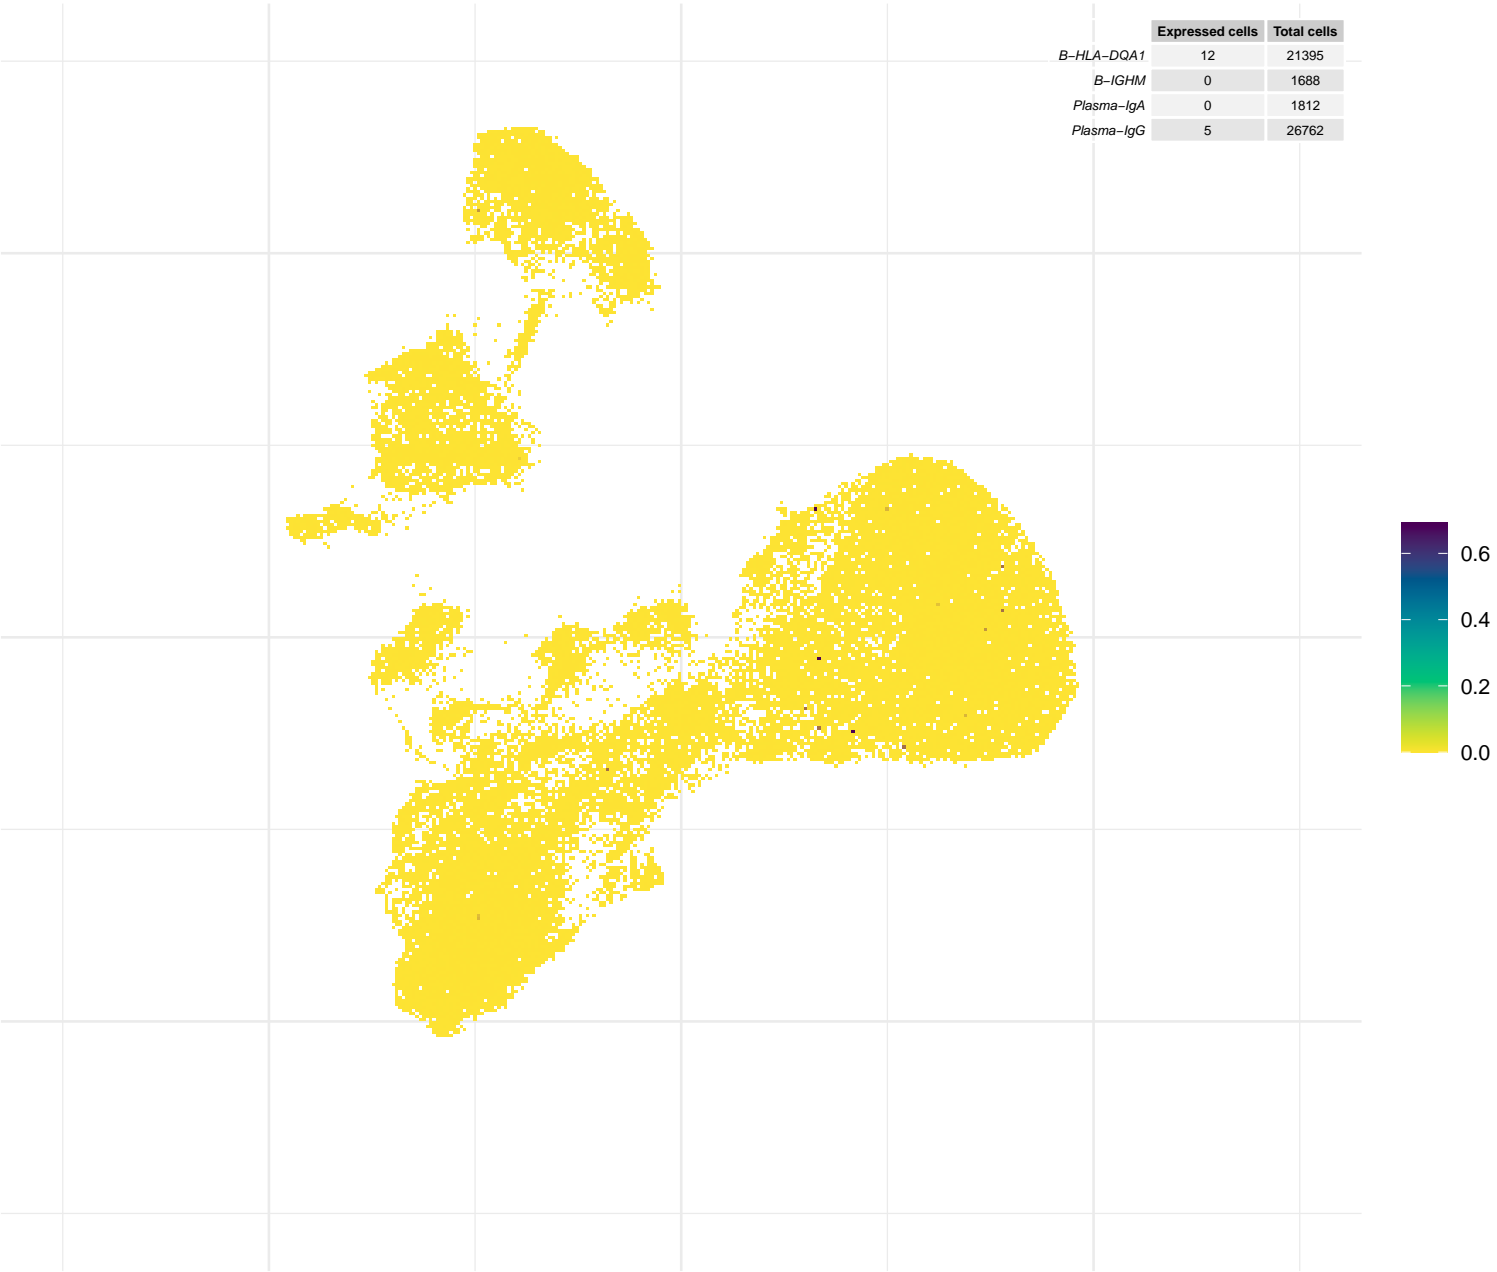 Expressed cells Total cells
B−HLA−DQA1 12 21395
B−IGHM 0 1688
Plasma−IgA 0 1812
Plasma−IgG 5 26762
0.6
0.4
0.2
0.0